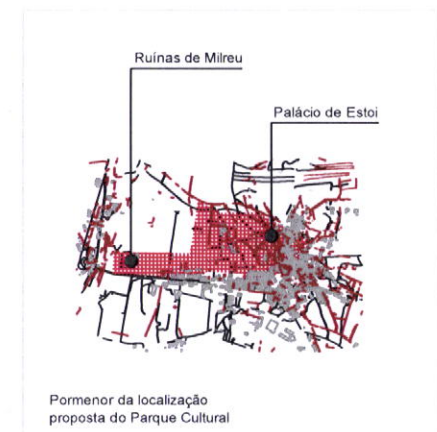 Ruínas de Milreu
Palácio de Estoi
Pormenor da localização
proposta do Parque Cultural